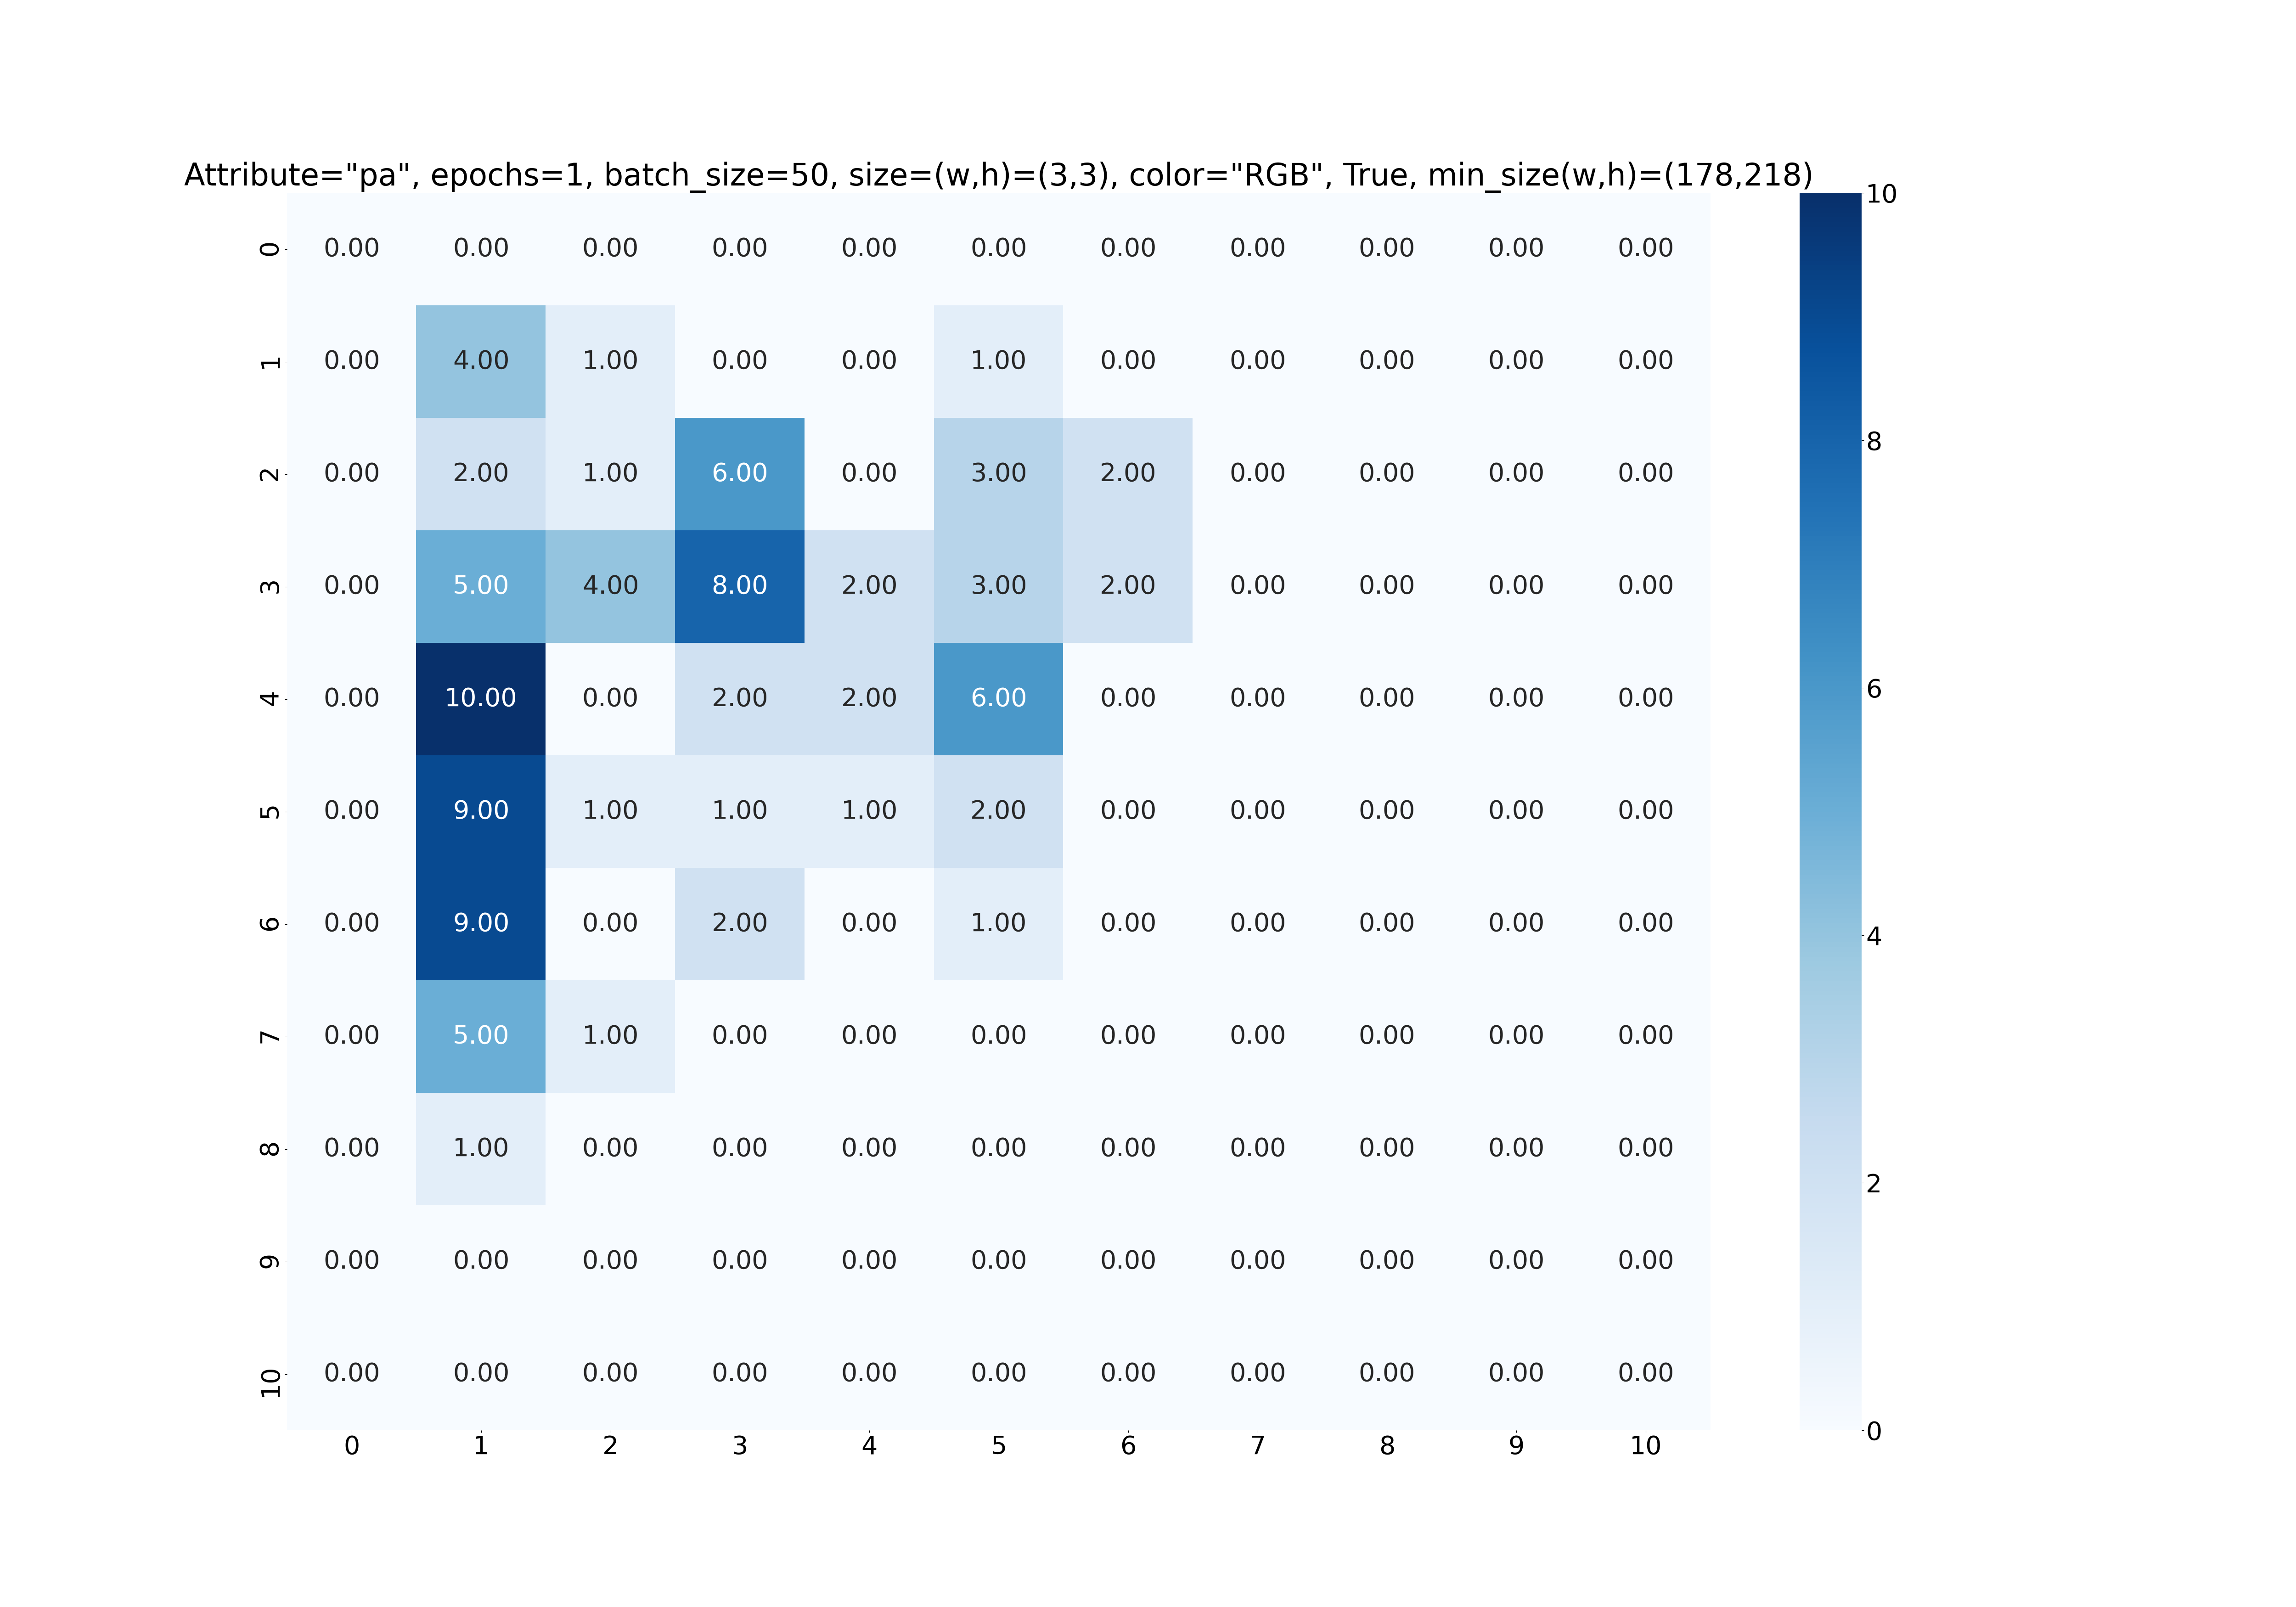 Attribute="pa", epochs=1, batch_size=50, size=(w,h)=(3,3), color="RGB", True, min_size(w,h)=(178,218)
0 0.00 0.00 0.00 0.00 0.00 0.00 0.00 0.00 0.00 0.00 0.00
1 0.00 4.00 1.00 0.00 0.00 1.00 0.00 0.00 0.00 0.00 0.00
2 0.00 2.00 1.00 6.00 0.00 3.00 2.00 0.00 0.00 0.00 0.00
3 0.00 5.00 4.00 8.00 2.00 3.00 2.00 0.00 0.00 0.00 0.00
4 0.00 10.00 0.00 2.00 2.00 6.00 0.00 0.00 0.00 0.00 0.00
5 0.00 9.00 1.00 1.00 1.00 2.00 0.00 0.00 0.00 0.00 0.00
6 0.00 9.00 0.00 2.00 0.00 1.00 0.00 0.00 0.00 0.00 0.00
7 0.00 5.00 1.00 0.00 0.00 0.00 0.00 0.00 0.00 0.00 0.00
8 0.00 1.00 0.00 0.00 0.00 0.00 0.00 0.00 0.00 0.00 0.00
9 0.00 0.00 0.00 0.00 0.00 0.00 0.00 0.00 0.00 0.00 0.00
10 0.00 0.00 0.00 0.00 0.00 0.00 0.00 0.00 0.00 0.00 0.00
0 1 2 3 4 5 6 7 8 9 10
10
8
6
4
2
0